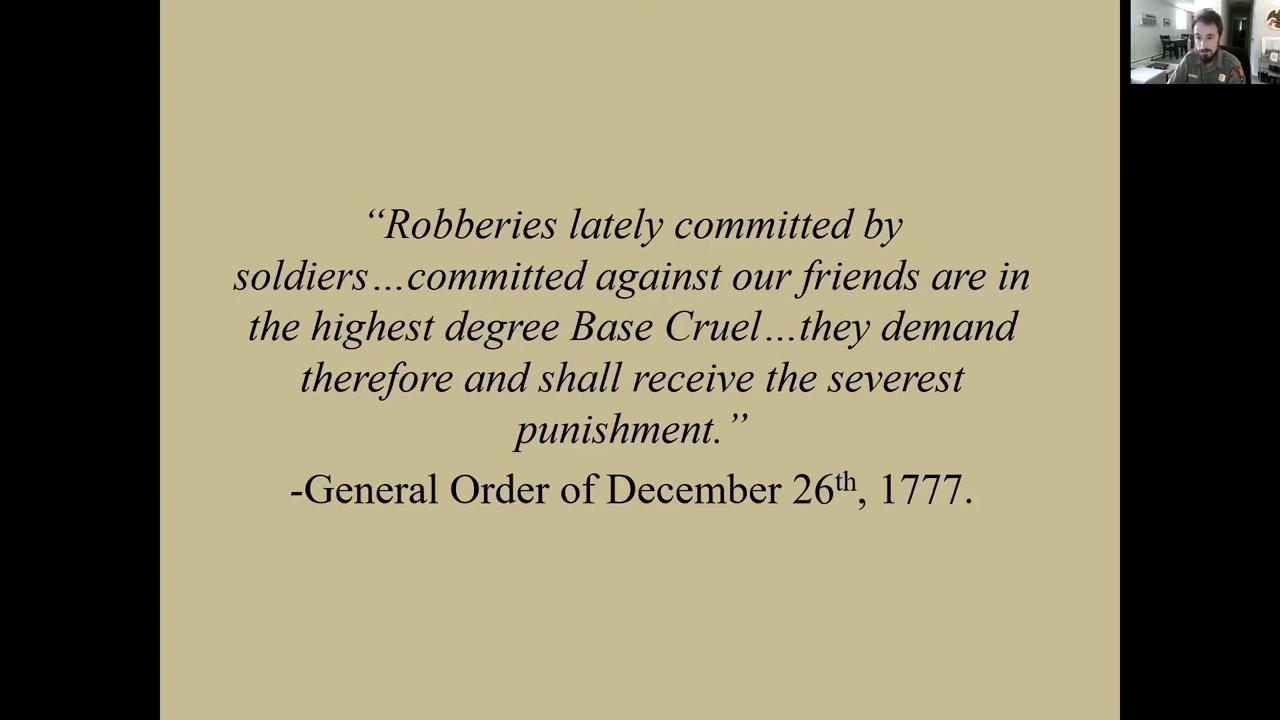 “Robberies lately committed by
soldiers…committed against our friends are in
the highest degree Base Cruel…they demand
therefore and shall receive the severest
punishment.”
-General Order of December 26th, 1777.